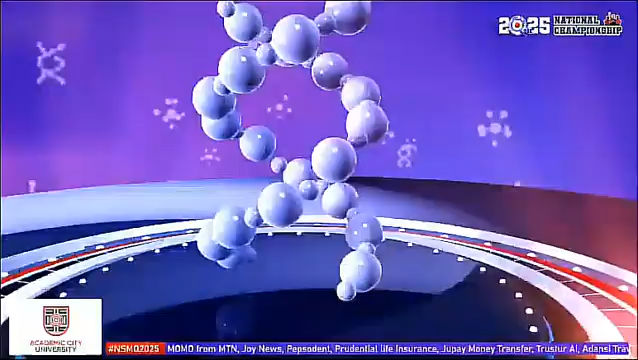 2025 NATIONAL
CHAMPIONSHIP
ACADEMIC CITY
UNIVERSITY
#NSMQ2025 MOMO from MTN, Joy News, Pepsodent, Prudential life Insurance, Jupay Money Transfer, Trustur AI, Adansi Trav